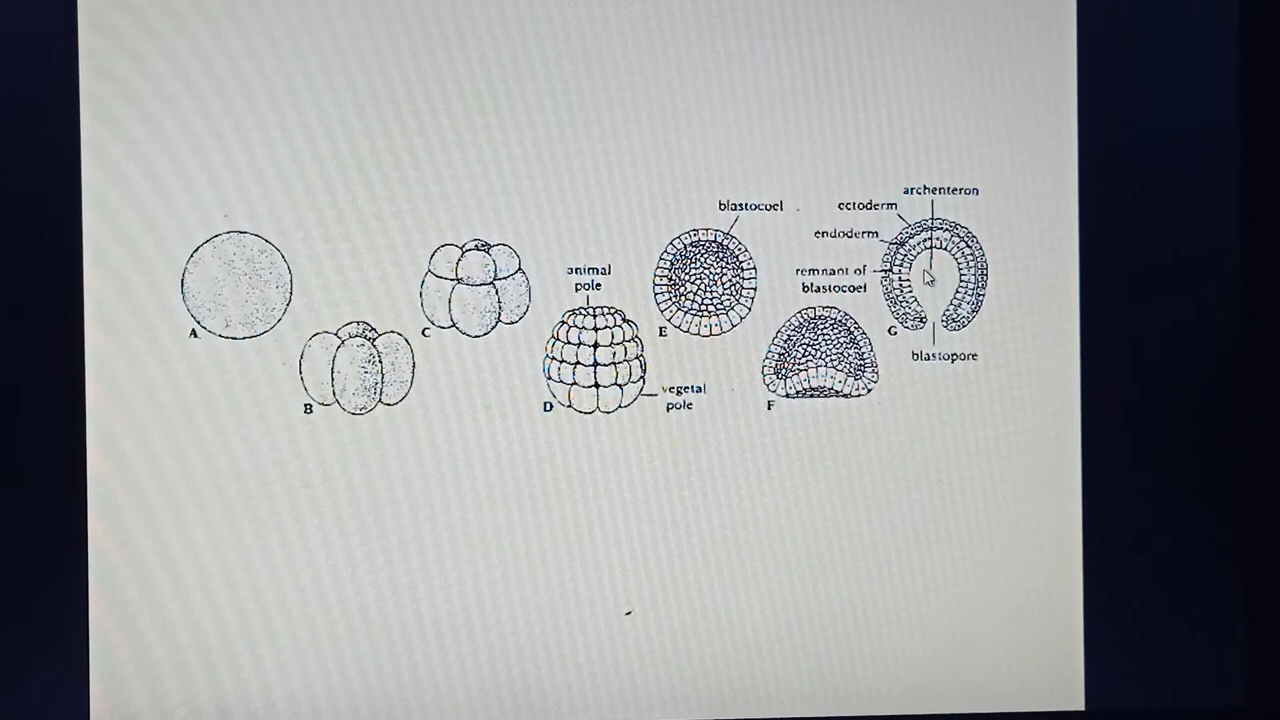 A
B
C
animal
pole
D
vegetal
pole
blastocoel
E
F
archenteron
ectoderm
endoderm
remnant of
blastocoel
G
blastopore